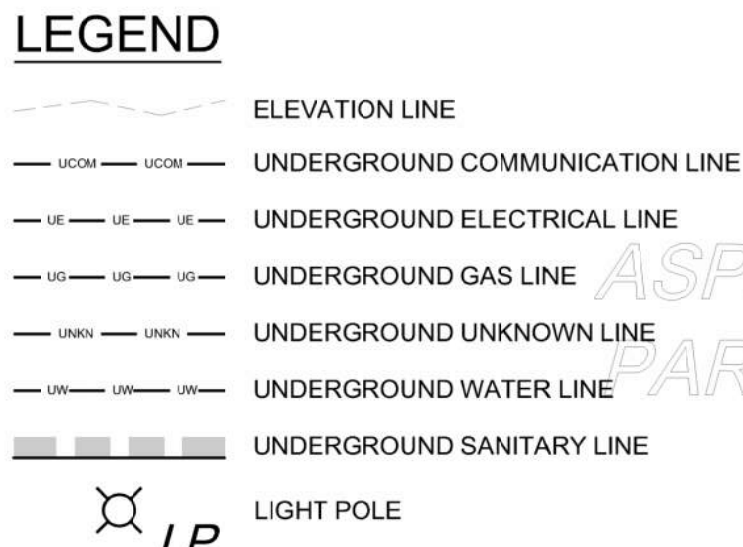 LEGEND
ELEVATION LINE
UCOM UCOM UNDERGROUND COMMUNICATION LINE
UE UE UE UNDERGROUND ELECTRICAL LINE
UG UG UG UNDERGROUND GAS LINE
UNKN UNKN UNDERGROUND UNKNOWN LINE
UW UW UW UNDERGROUND WATER LINE
UNDERGROUND SANITARY LINE
LIGHT POLE
LP
ASP
PAR